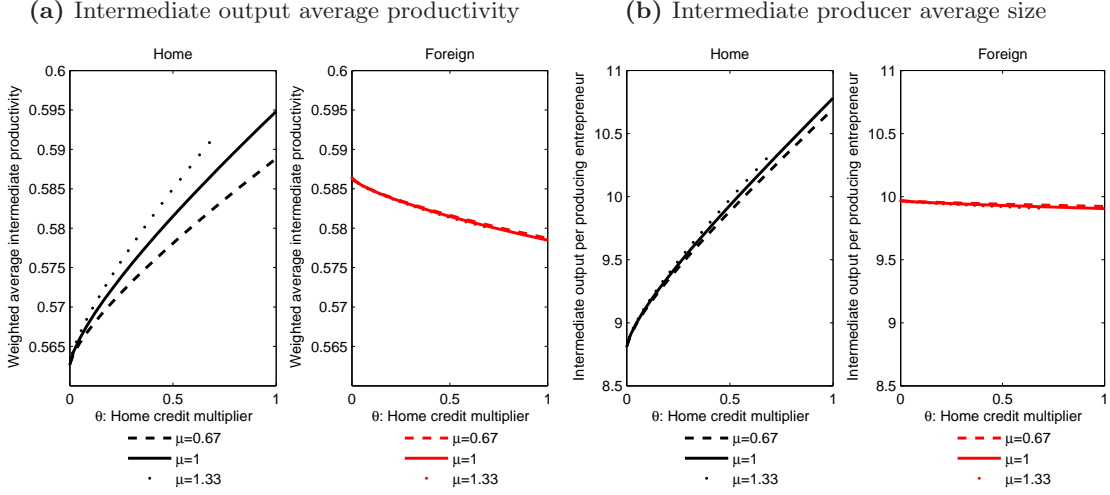 (a) Intermediate output average productivity
Home
Weighted average intermediate productivity
0.6
0.595
0.59
0.585
0.58
0.575
0.57
0.565
0 0.5 1
θ: Home credit multiplier
μ=0.67
μ=1
μ=1.33
Foreign
Weighted average intermediate productivity
0.6
0.595
0.59
0.585
0.58
0.575
0.57
0.565
0 0.5 1
θ: Home credit multiplier
μ=0.67
μ=1
μ=1.33
(b) Intermediate producer average size
Home
Intermediate output per producing entrepreneur
11
10.5
10
9.5
9
8.5
0 0.5 1
θ: Home credit multiplier
μ=0.67
μ=1
μ=1.33
Foreign
Intermediate output per producing entrepreneur
11
10.5
10
9.5
9
8.5
0 0.5 1
θ: Home credit multiplier
μ=0.67
μ=1
μ=1.33